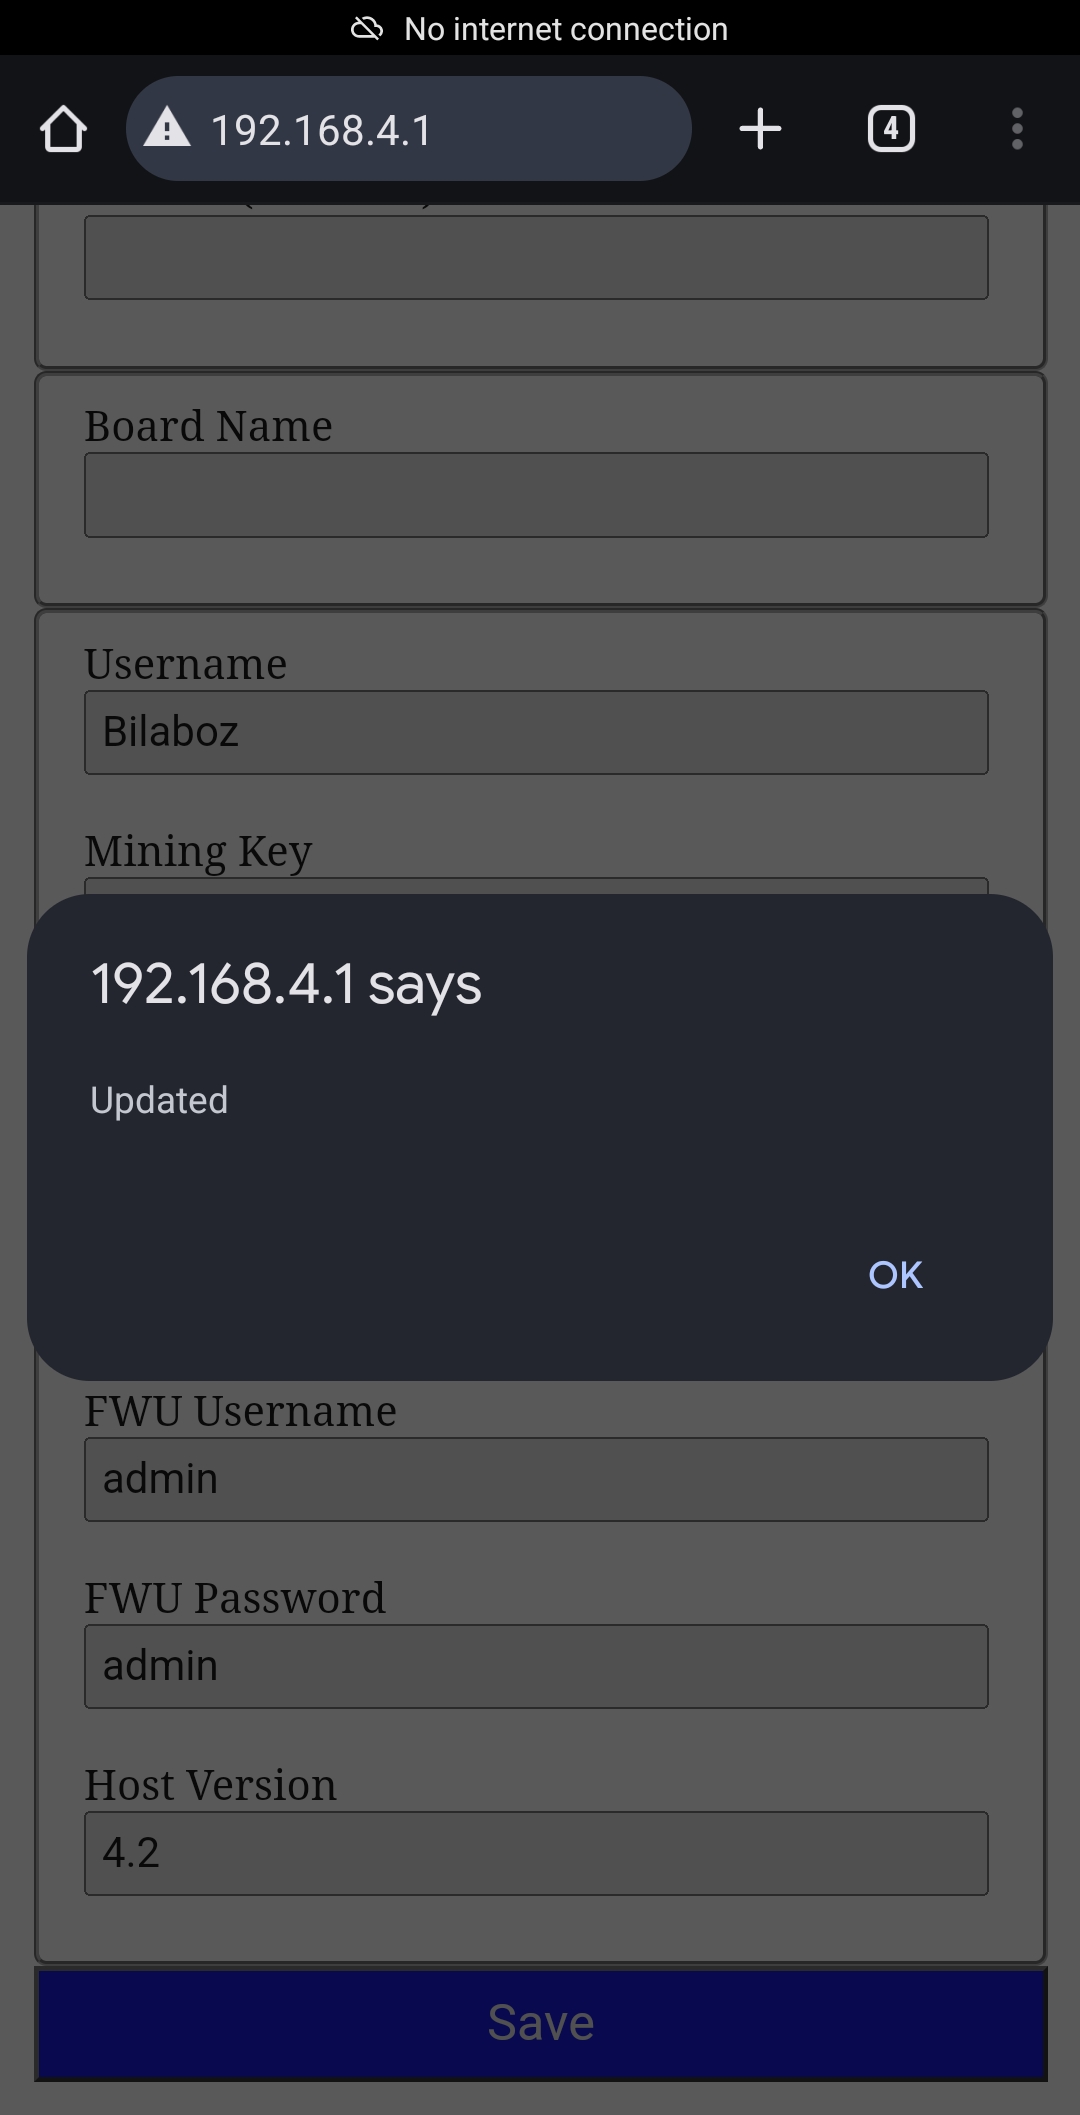 No internet connection
192.168.4.1
4
Board Name
Username
Bilaboz
Mining Key
192.168.4.1 says
Updated
OK
FWU Username
admin
FWU Password
admin
Host Version
4.2
Save